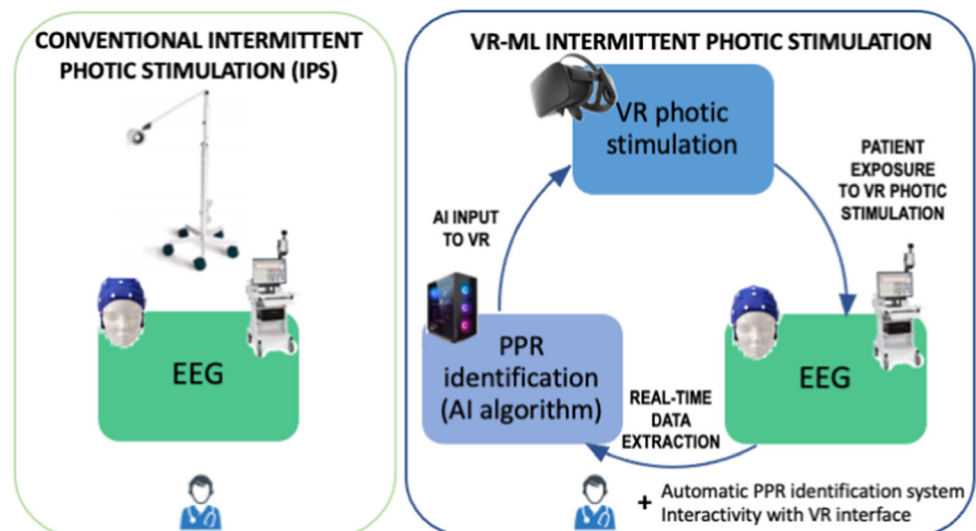 CONVENTIONAL INTERMITTENT
PHOTIC STIMULATION (IPS)
EEG
VR-ML INTERMITTENT PHOTIC STIMULATION
VR photic
stimulation
PATIENT
EXPOSURE
TO VR PHOTIC
STIMULATION
AI INPUT
TO VR
PPR
identification
(AI algorithm)
REAL-TIME
DATA
EXTRACTION
EEG
+ Automatic PPR identification system
Interactivity with VR interface